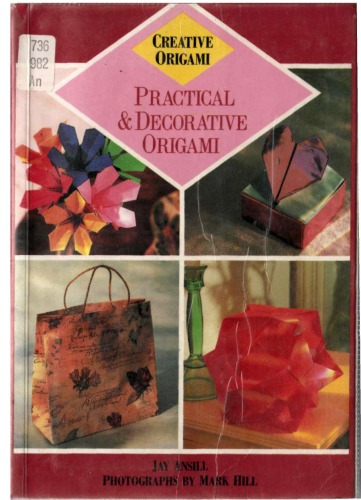 736
982
An
CREATIVE
ORIGAMI
PRACTICAL
& DECORATIVE
ORIGAMI
JAY ANSILL
PHOTOGRAPHS BY MARK HILL